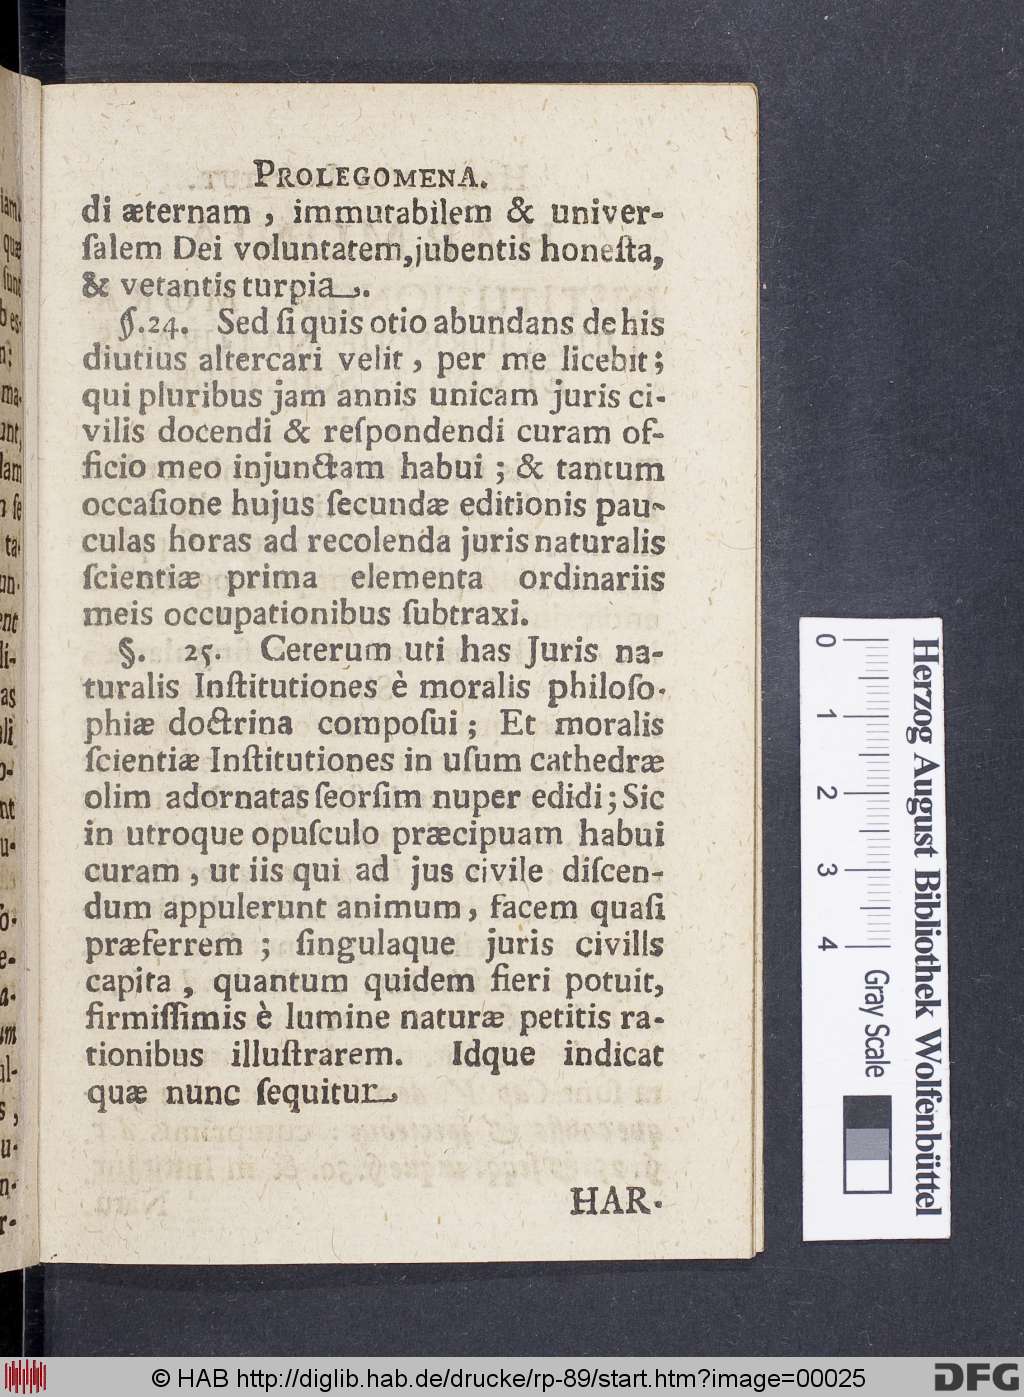 PROLEGOMENA.
di æternam , immutabilem & univer-
ſalem Dei voluntatem,jubentis honeſta,
& vetantis turpia.
§.24. Sed ſi quis otio abundans de his
diutius altercari velit , per me licebit;
qui pluribus jam annis unicam juris ci-
vilis docendi & reſpondendi curam of-
ficio meo injunctam habui ; & tantum
occaſione hujus ſecundæ editionis pau-
culas horas ad recolenda juris naturalis
ſcientiæ prima elementa ordinariis
meis occupationibus ſubtraxi.
§. 25. Ceterum uti has Juris na-
turalis Inſtitutiones è moralis philoſo-
phiæ doctrina compoſui ; Et moralis
ſcientiæ Inſtitutiones in uſum cathedræ
olim adornatas ſeorſim nuper edidi; Sic
in utroque opuſculo præcipuam habui
curam , ut iis qui ad jus civile diſcen-
dum appulerunt animum, facem quaſi
præferrem ; ſingulaque juris civilis
capita , quantum quidem fieri potuit,
firmiſſimis è lumine naturæ petitis ra-
tionibus illuſtrarem. Idque indicat
quæ nunc ſequitur
HAR-
0 1 2 3 4
Gray Scale
Herzog August Bibliothek Wolfenbüttel
© HAB http://diglib.hab.de/drucke/rp-89/start.htm?image=00025
DFG